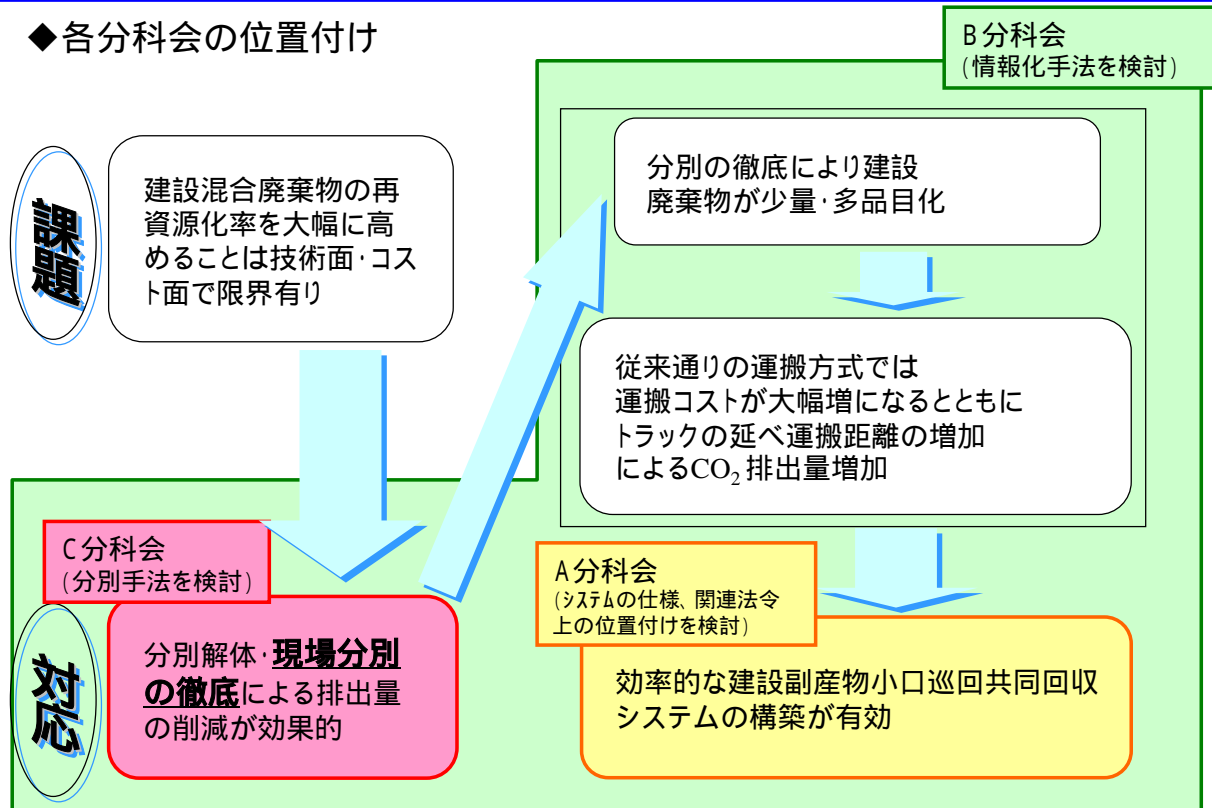 ◆各分科会の位置付け
B分科会
(情報化手法を検討)
課題
建設混合廃棄物の再
資源化率を大幅に高
めることは技術面・コス
ト面で限界有り
分別の徹底により建設
廃棄物が少量・多品目化
従来通りの運搬方式では
運搬コストが大幅増になるとともに
トラックの延べ運搬距離の増加
によるCO₂排出量増加
C分科会
(分別手法を検討)
対応
分別解体・現場分別
の徹底による排出量
の削減が効果的
A分科会
(システムの仕様、関連法令
上の位置付けを検討)
効率的な建設副産物小口巡回共同回収
システムの構築が有効